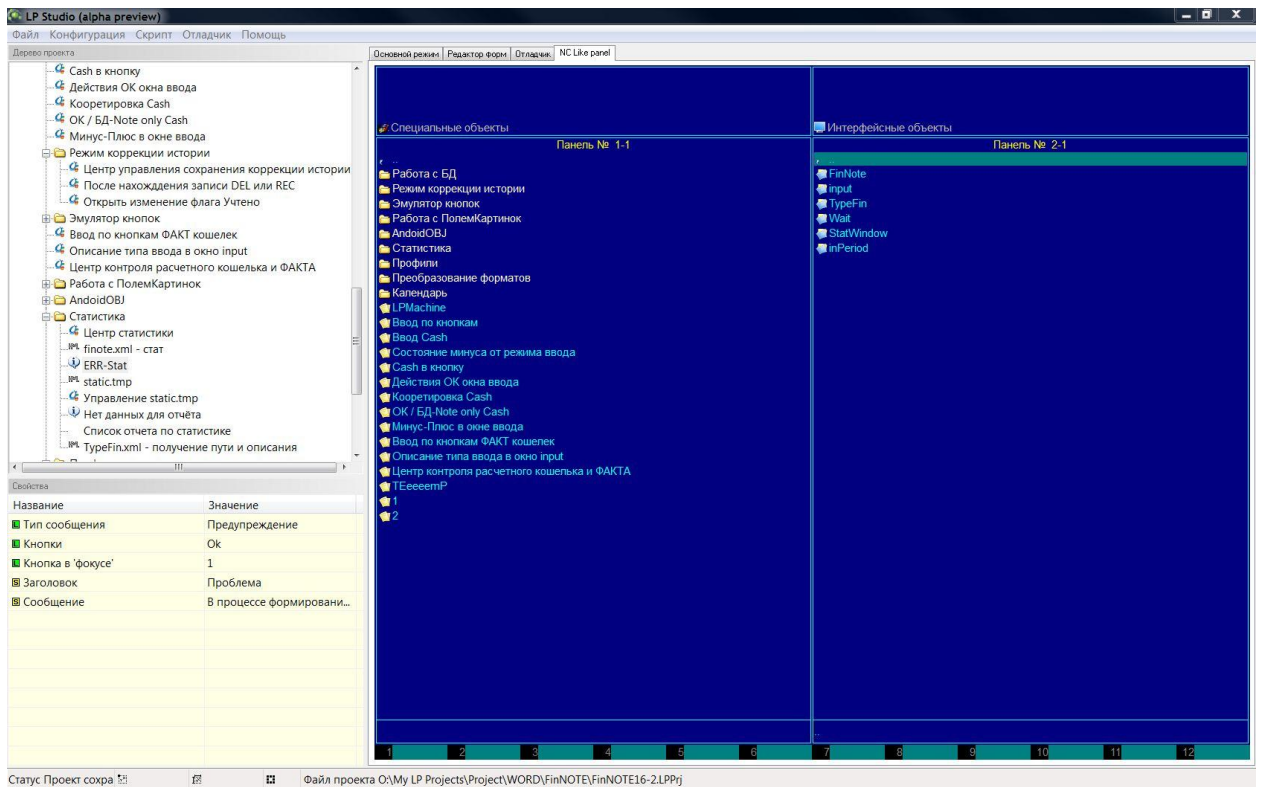 LP Studio (alpha preview)
Файл Конфигурация Скрипт Отладчик Помощь
Дерево проекта
Cash в кнопку
Действия ОК окна ввода
Кооретировка Cash
OK / БД-Note only Cash
Минус-Плюс в окне ввода
Режим коррекции истории
Центр управления сохранения коррекции истории
После нахожддения записи DEL или REC
Открыть изменение флага Учтено
Эмулятор кнопок
Ввод по кнопкам ФАКТ кошелек
Описание типа ввода в окно input
Центр контроля расчетного кошелька и ФАКТА
Работа с ПолемКартинок
AndoidOBJ
Статистика
Центр статистики
finote.xml - стат
ERR-Stat
static.tmp
Управление static.tmp
Нет данных для отчёта
Список отчета по статистике
TypeFin.xml - получение пути и описания
Свойства
Название Значение
Тип сообщения Предупреждение
Кнопки Ok
Кнопка в 'фокусе' 1
Заголовок Проблема
Сообщение В процессе формировани...
Основной режим Редактор форм Отладчик NC Like panel
Специальные объекты
Панель № 1-1
..
Работа с БД
Режим коррекции истории
Эмулятор кнопок
Работа с ПолемКартинок
AndoidOBJ
Статистика
Профили
Преобразование форматов
Календарь
LPMachine
Ввод по кнопкам
Ввод Cash
Состояние минуса от режима ввода
Cash в кнопку
Действия ОК окна ввода
Кооретировка Cash
OK / БД-Note only Cash
Минус-Плюс в окне ввода
Ввод по кнопкам ФАКТ кошелек
Описание типа ввода в окно input
Центр контроля расчетного кошелька и ФАКТА
TEeeeemP
1
2
Интерфейсные объекты
Панель № 2-1
..
FinNote
input
TypeFin
Wait
StatWindow
inPeriod
..
1 2 3 4 5 6 7 8 9 10 11 12
Статус Проект сохра Файл проекта O:\My LP Projects\Project\WORD\FinNOTE\FinNOTE16-2.LPPrj